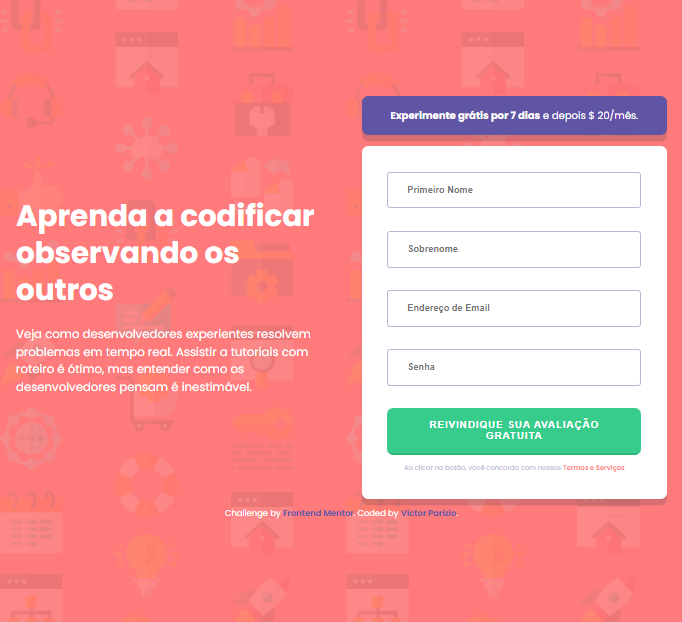 Aprenda a codificar
observando os
outros
Veja como desenvolvedores experientes resolvem
problemas em tempo real. Assistir a tutoriais com
roteiro é ótimo, mas entender como os
desenvolvedores pensam é inestimável.
Experimente grátis por 7 dias e depois $ 20/mês.
Primeiro Nome
Sobrenome
Endereço de Email
Senha
REIVINDIQUE SUA AVALIAÇÃO
GRATUITA
Ao clicar no botão, você concorda com nossos Termos e Serviços
Challenge by Frontend Mentor. Coded by Victor Parizio.